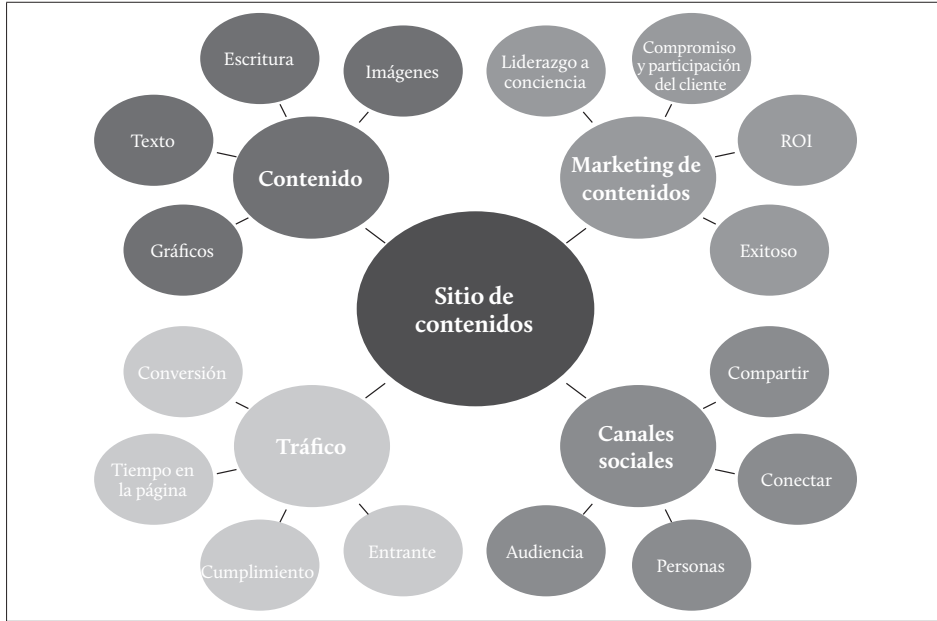 Escritura
Imágenes
Texto
Contenido
Gráficos
Liderazgo a
conciencia
Compromiso
y participación
del cliente
ROI
Marketing de
contenidos
Exitoso
Sitio de
contenidos
Conversión
Tráfico
Tiempo en
la página
Cumplimiento
Entrante
Compartir
Canales
sociales
Conectar
Audiencia
Personas